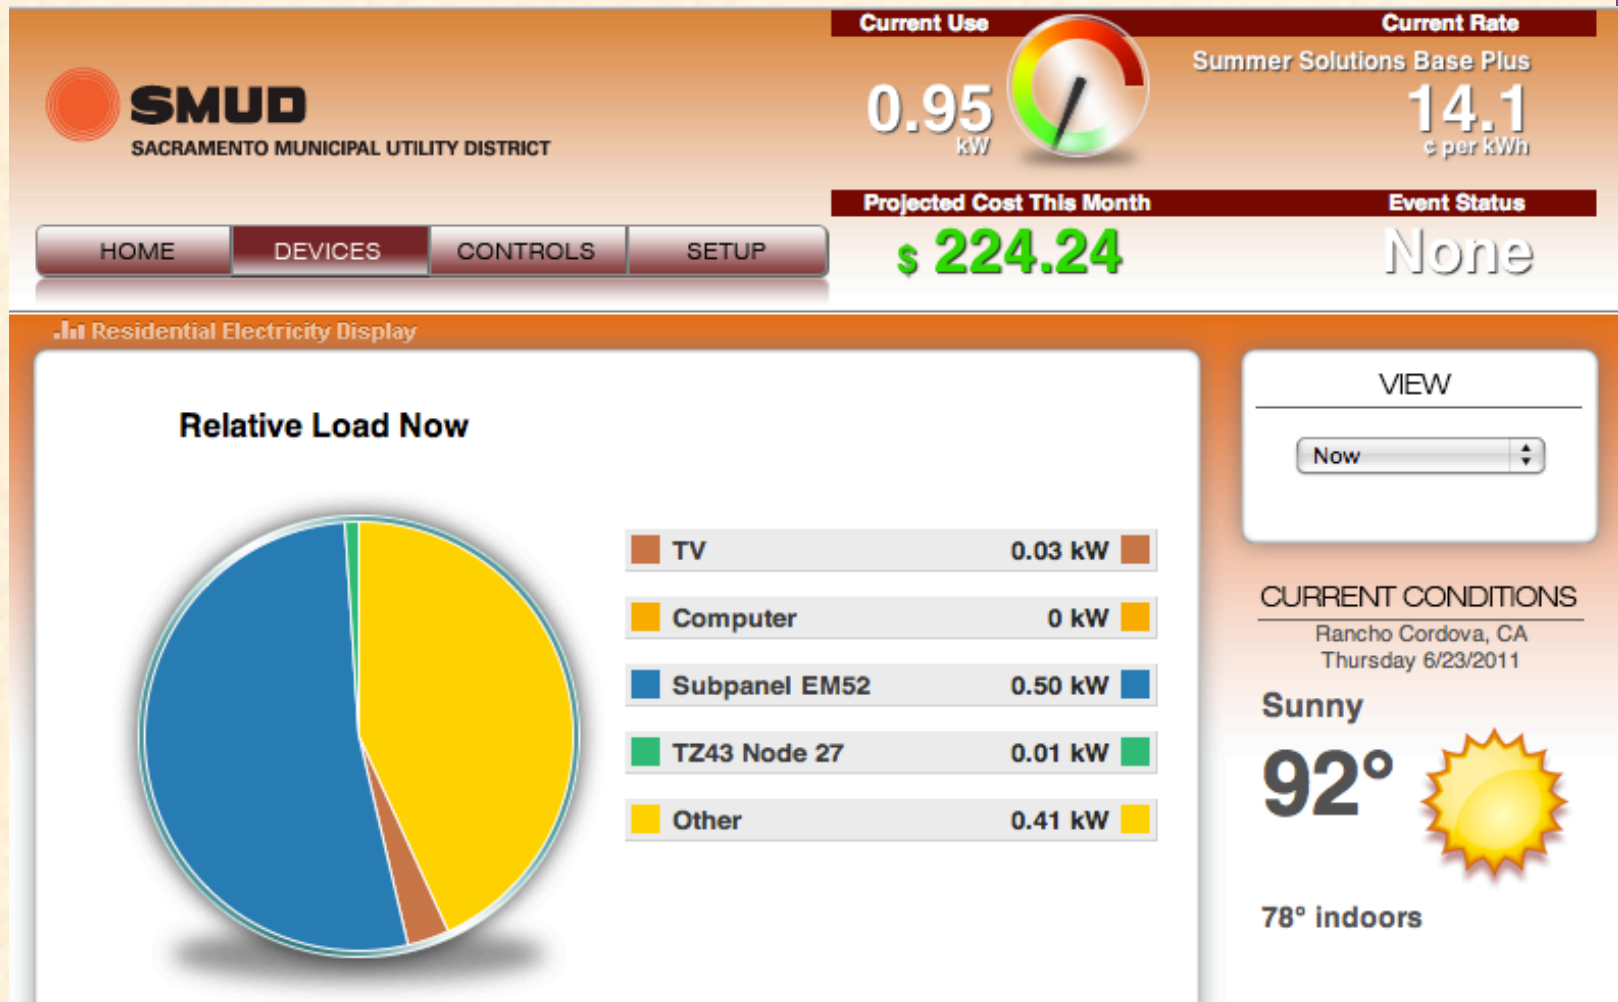 SMUD
SACRAMENTO MUNICIPAL UTILITY DISTRICT
Current Use
0.95
kW
Current Rate
Summer Solutions Base Plus
14.1
¢ per kWh
Projected Cost This Month
$ 224.24
Event Status
None
HOME DEVICES CONTROLS SETUP
Residential Electricity Display
Relative Load Now
TV 0.03 kW
Computer 0 kW
Subpanel EM52 0.50 kW
TZ43 Node 27 0.01 kW
Other 0.41 kW
VIEW
Now
CURRENT CONDITIONS
Rancho Cordova, CA
Thursday 6/23/2011
Sunny
92°
78° indoors